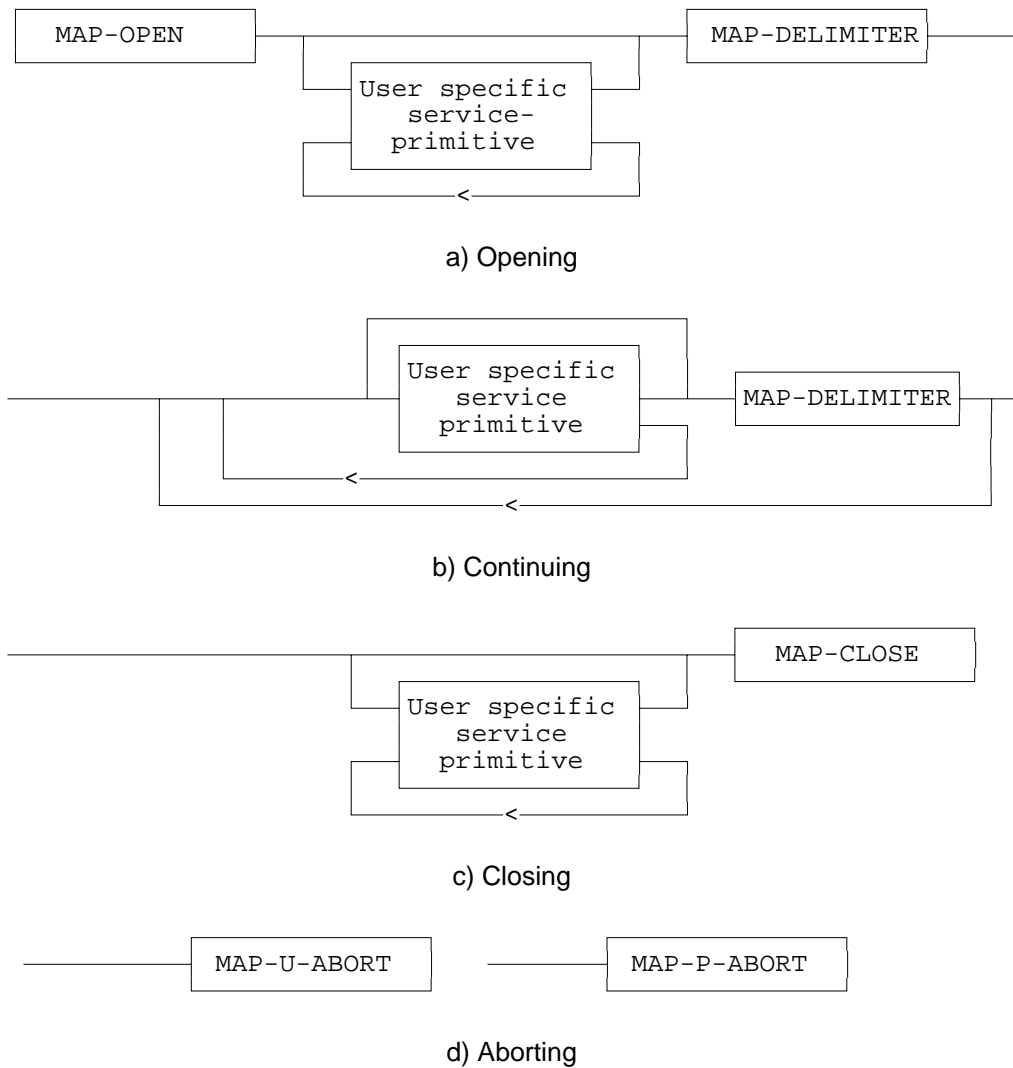 MAP-OPEN
MAP-DELIMITER
User specific
service-
primitive
<
a) Opening
User specific
service
primitive
MAP-DELIMITER
<
<
b) Continuing
MAP-CLOSE
User specific
service
primitive
<
c) Closing
MAP-U-ABORT
MAP-P-ABORT
d) Aborting